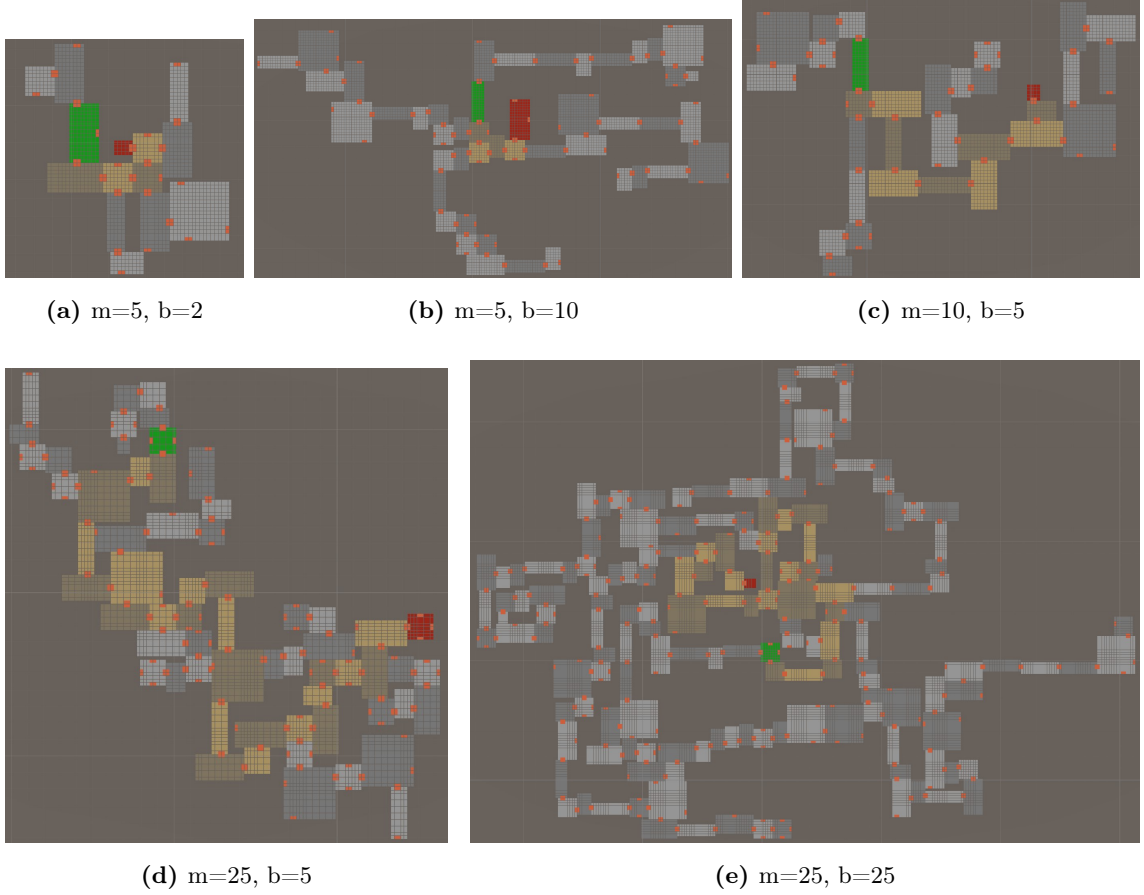 (a) m=5, b=2
(b) m=5, b=10
(c) m=10, b=5
(d) m=25, b=5
(e) m=25, b=25